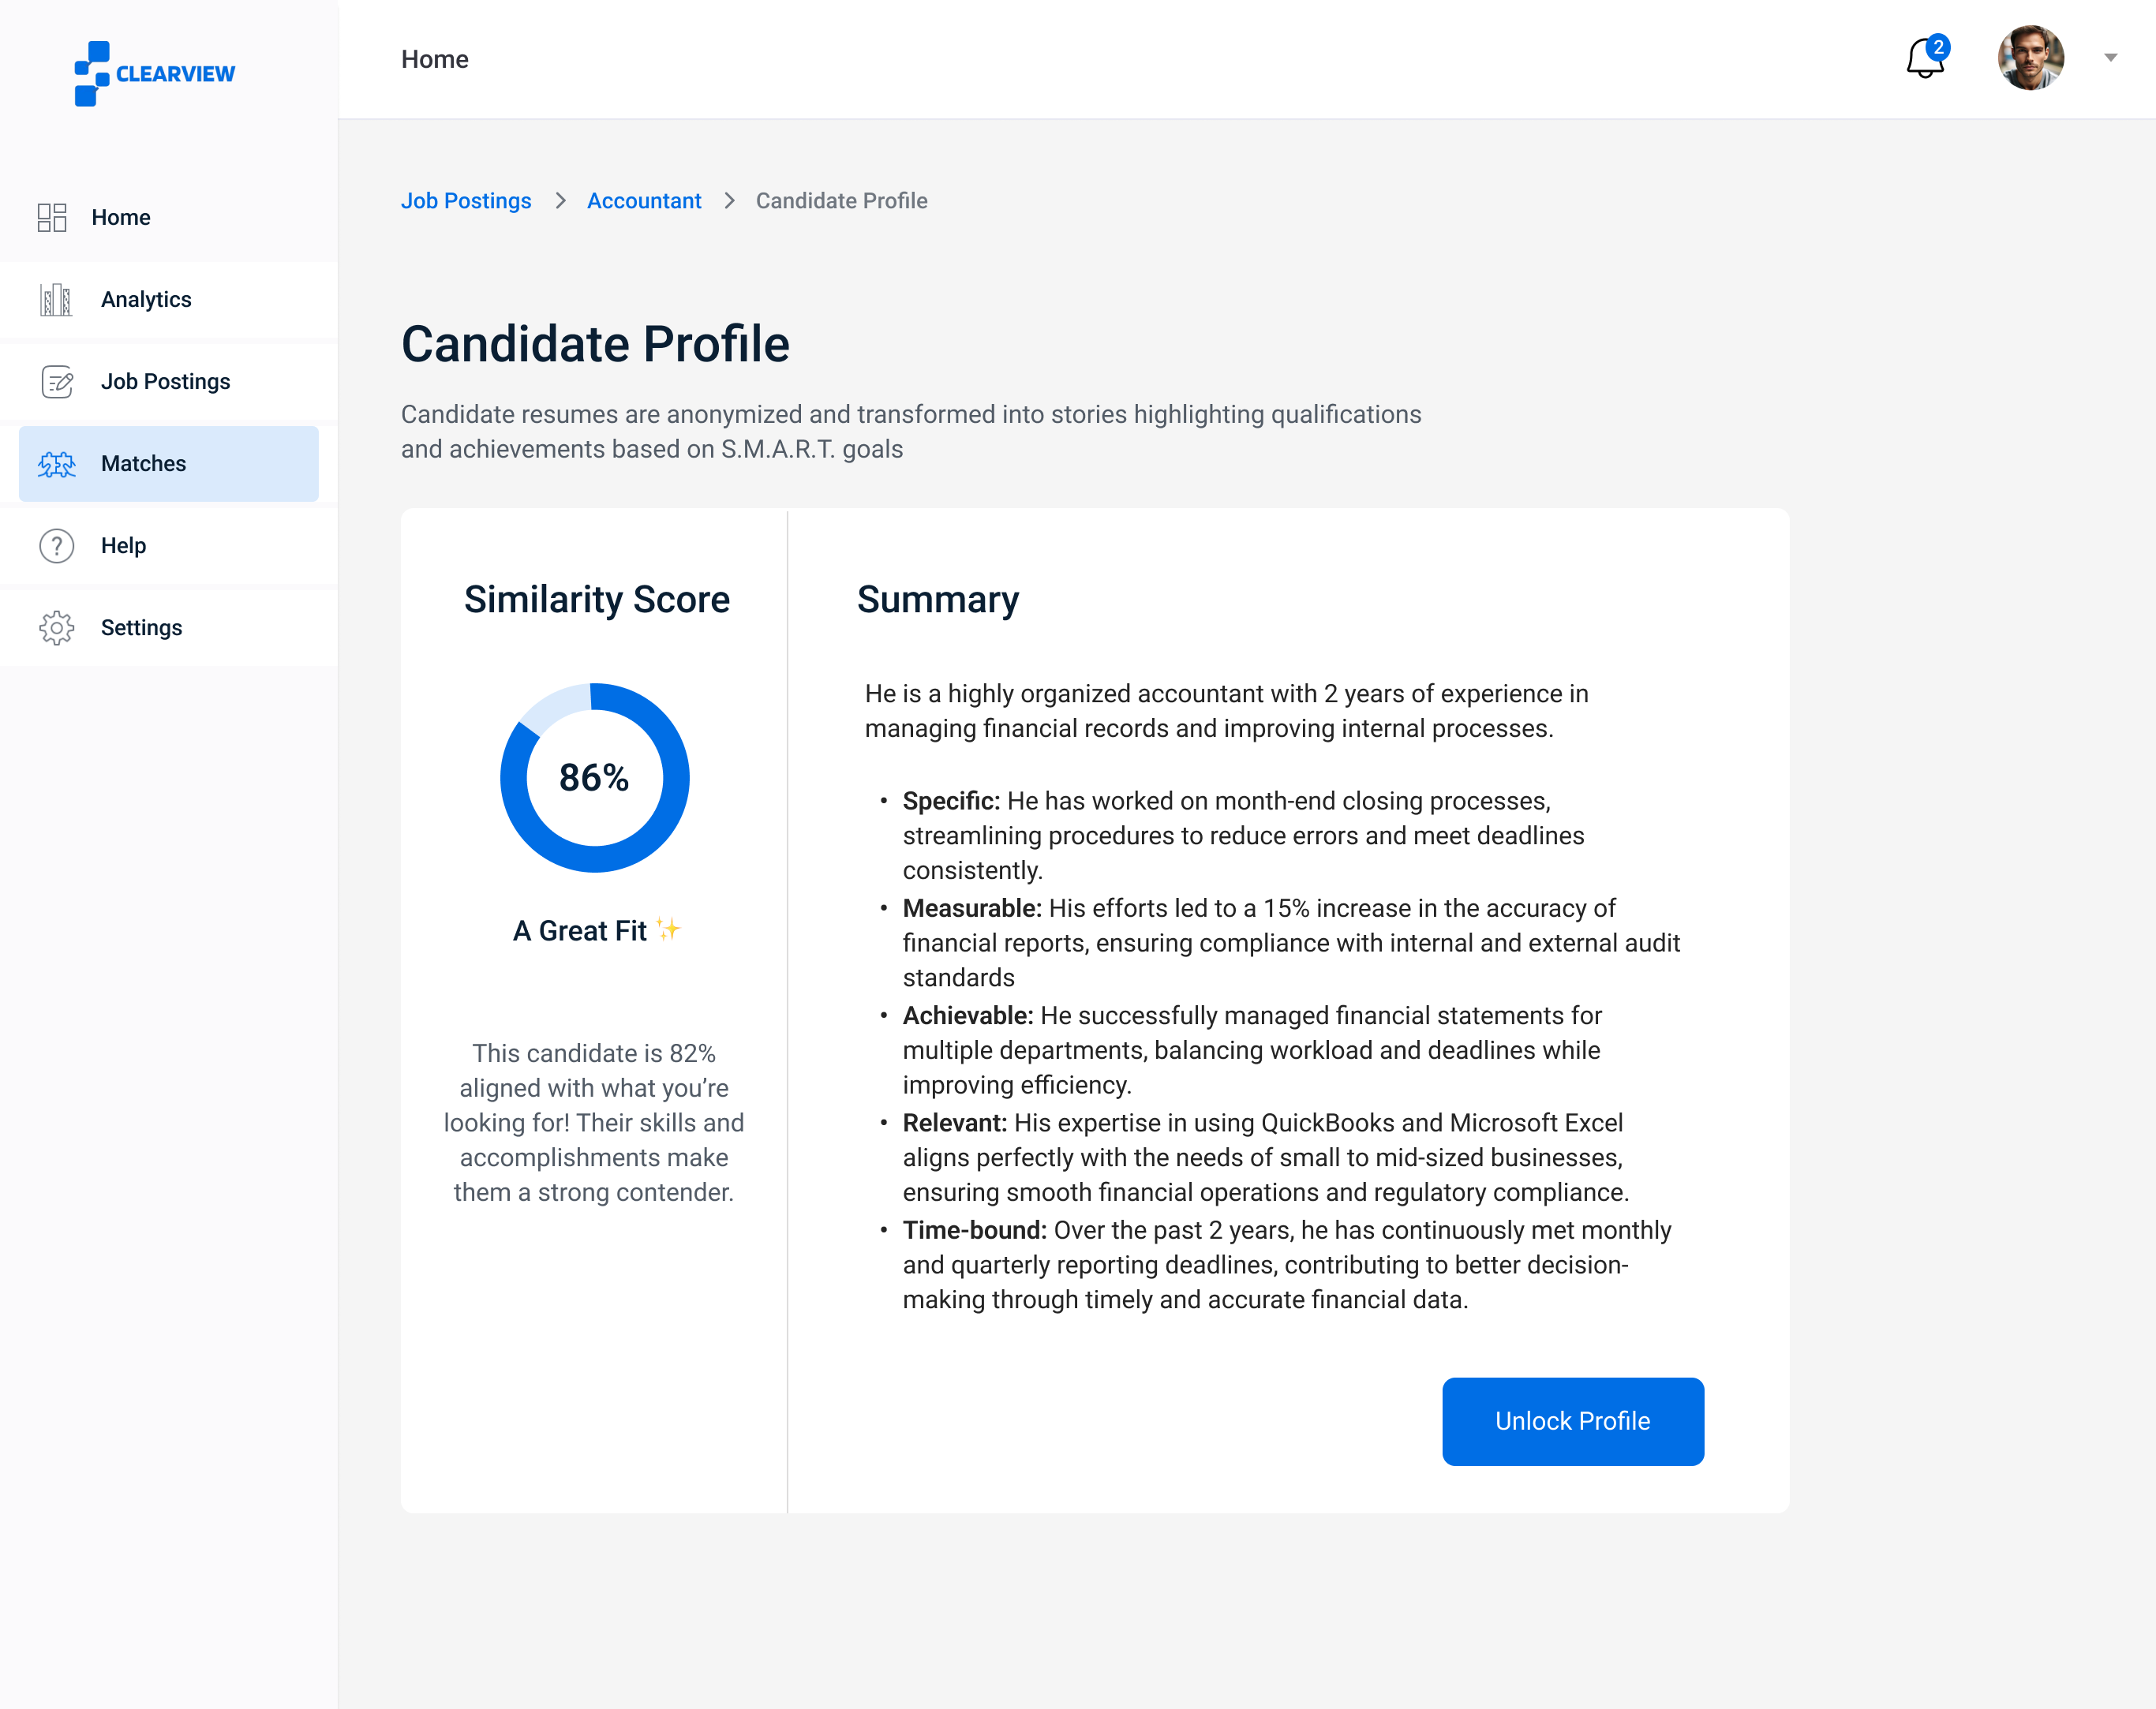 CLEARVIEW
Home
2
Home
Analytics
Job Postings
Matches
Help
Settings
Job Postings > Accountant > Candidate Profile
Candidate Profile
Candidate resumes are anonymized and transformed into stories highlighting qualifications
and achievements based on S.M.A.R.T. goals
Similarity Score
86%
A Great Fit ✨
This candidate is 82%
aligned with what you’re
looking for! Their skills and
accomplishments make
them a strong contender.
Summary
He is a highly organized accountant with 2 years of experience in
managing financial records and improving internal processes.
• Specific: He has worked on month-end closing processes,
streamlining procedures to reduce errors and meet deadlines
consistently.
• Measurable: His efforts led to a 15% increase in the accuracy of
financial reports, ensuring compliance with internal and external audit
standards
• Achievable: He successfully managed financial statements for
multiple departments, balancing workload and deadlines while
improving efficiency.
• Relevant: His expertise in using QuickBooks and Microsoft Excel
aligns perfectly with the needs of small to mid-sized businesses,
ensuring smooth financial operations and regulatory compliance.
• Time-bound: Over the past 2 years, he has continuously met monthly
and quarterly reporting deadlines, contributing to better decision-
making through timely and accurate financial data.
Unlock Profile